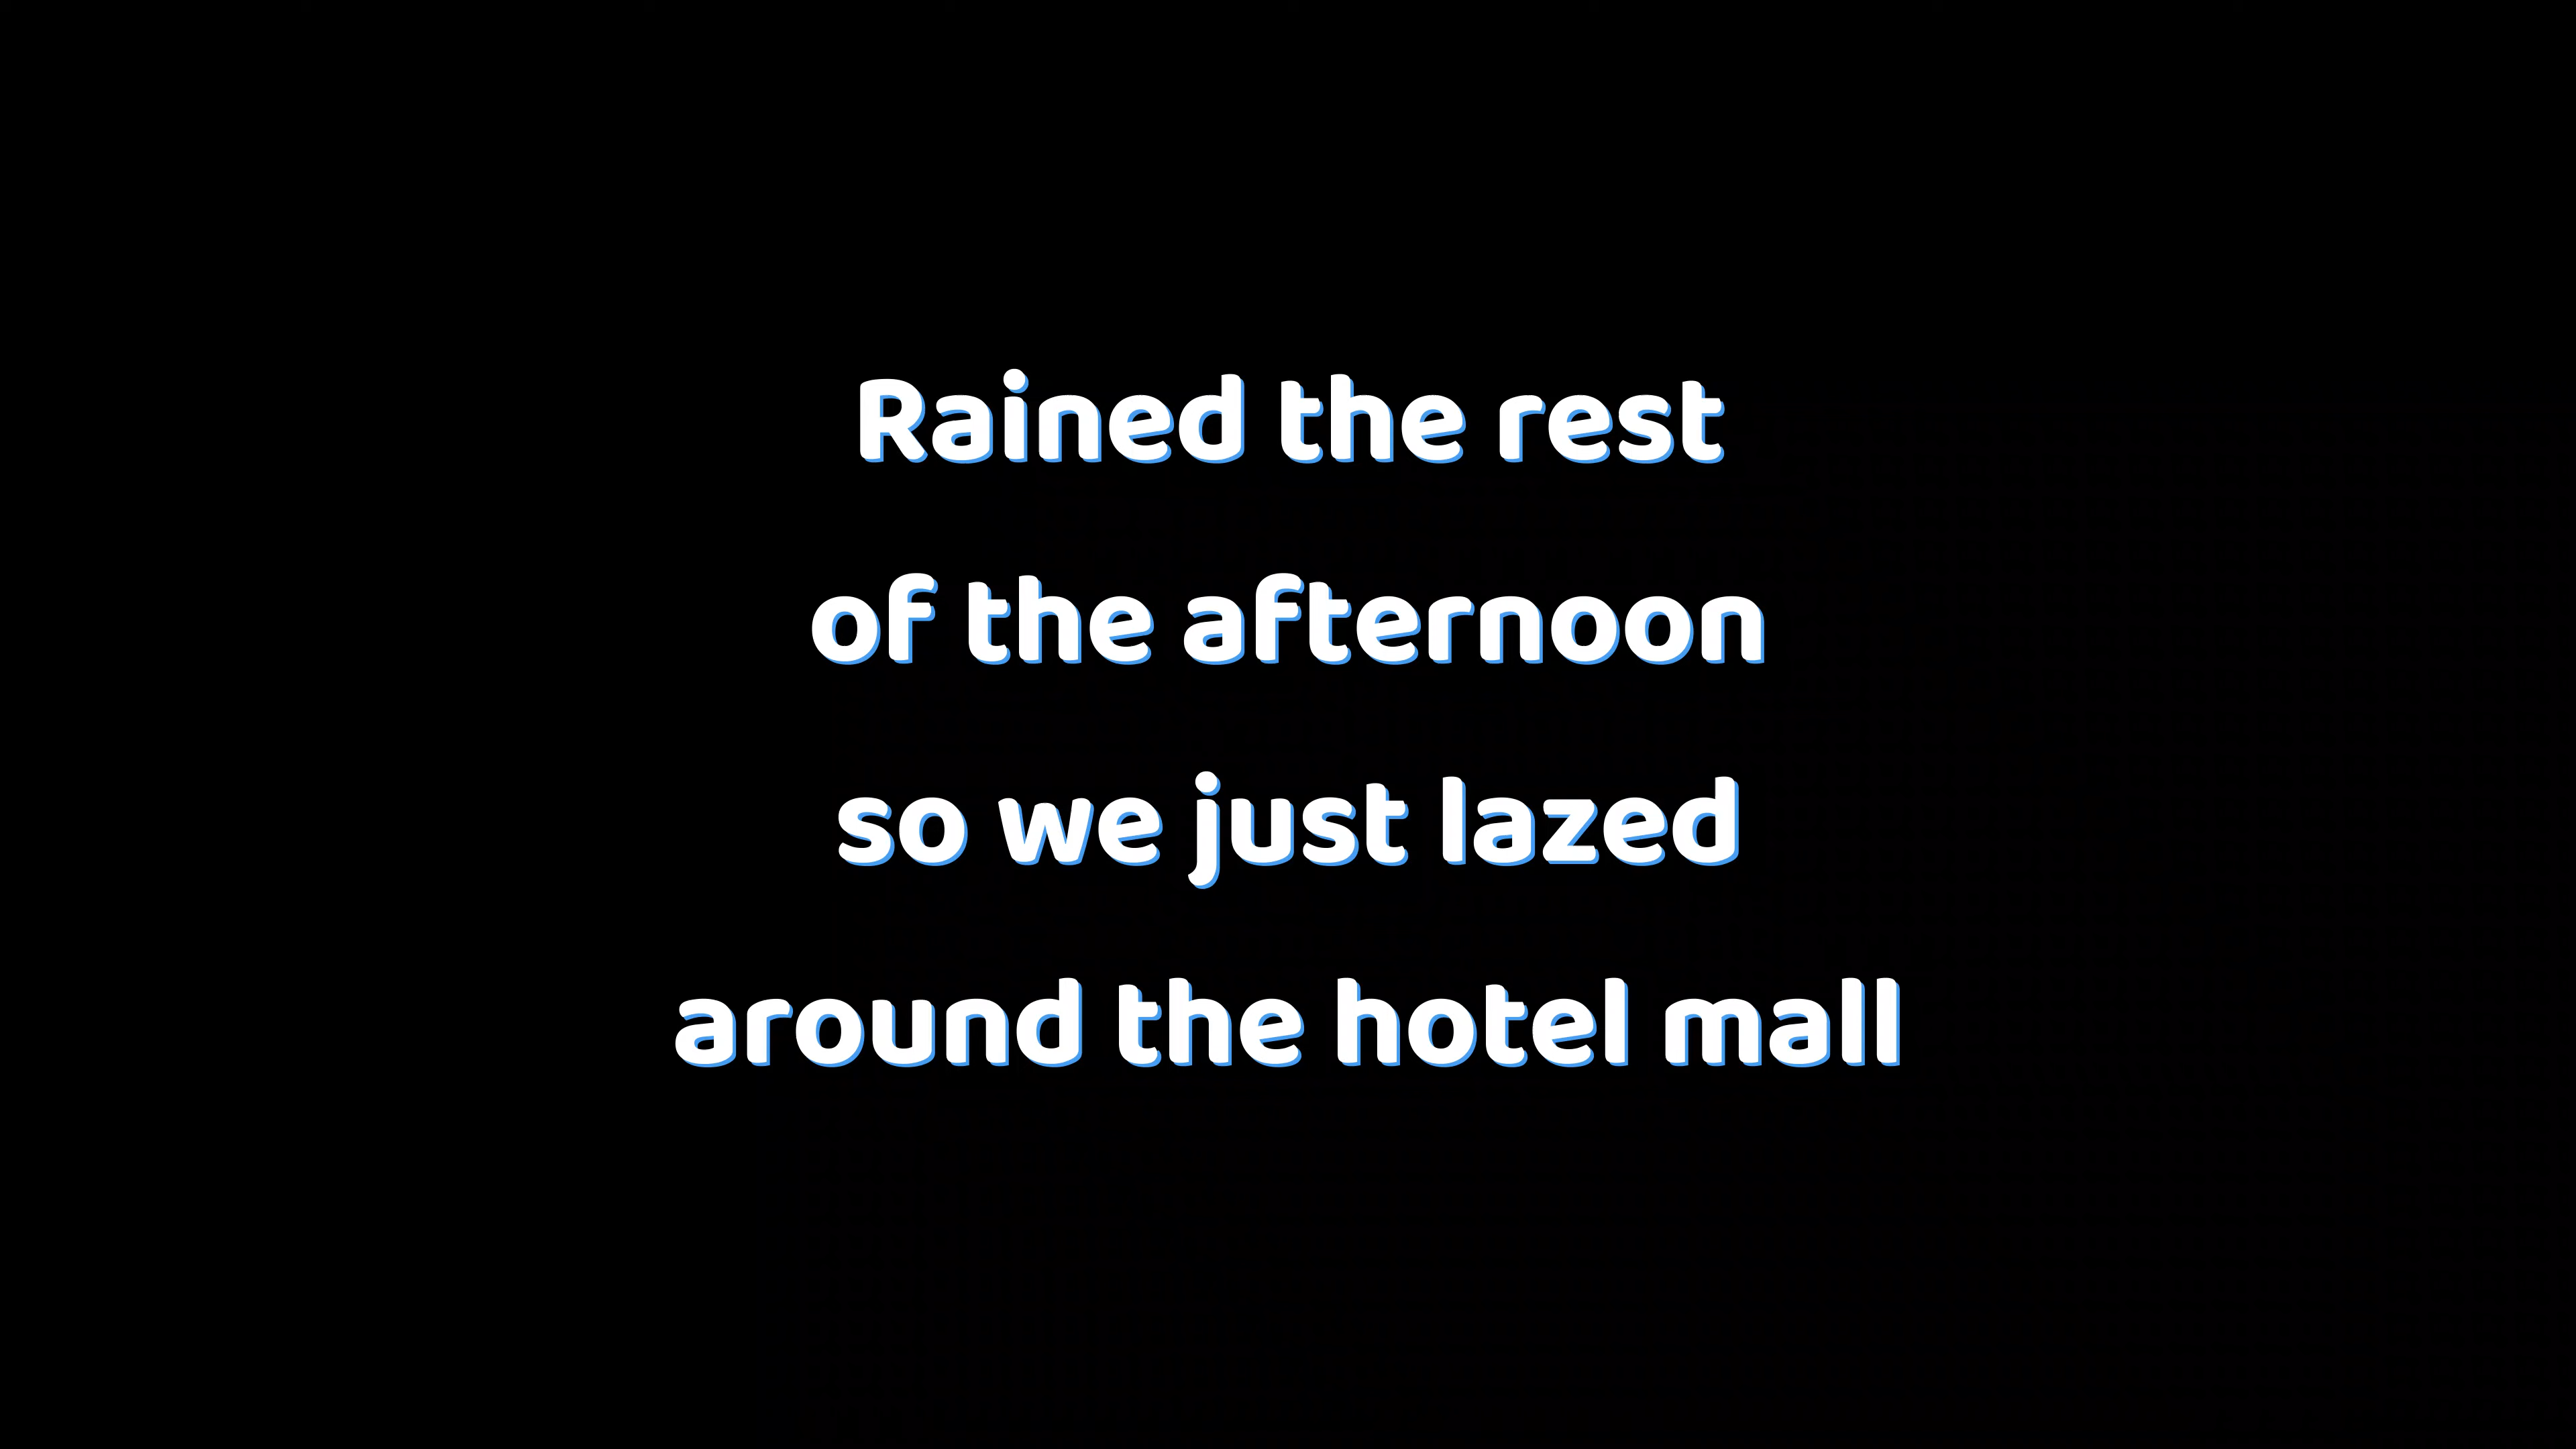 Rained the rest
of the afternoon
so we just lazed
around the hotel mall